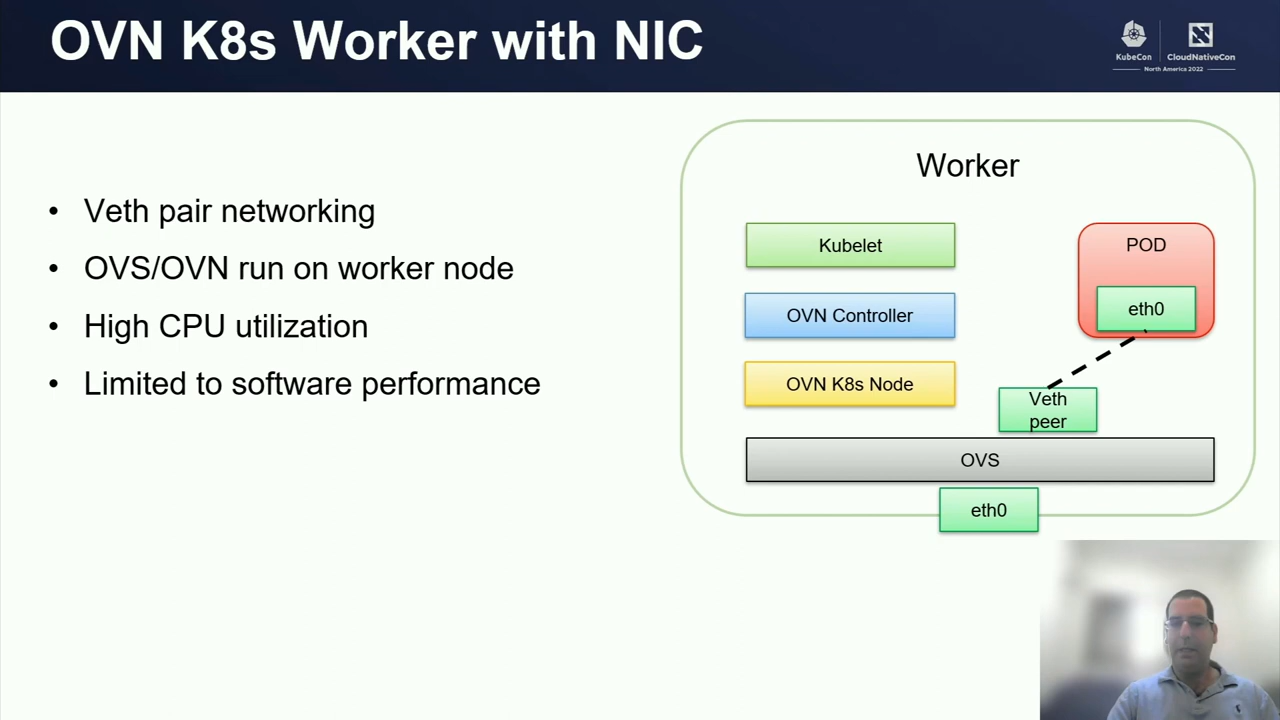 OVN K8s Worker with NIC
KubeCon
CloudNativeCon
North America 2022
• Veth pair networking
• OVS/OVN run on worker node
• High CPU utilization
• Limited to software performance
Worker
Kubelet
POD
eth0
OVN Controller
OVN K8s Node
Veth
peer
OVS
eth0